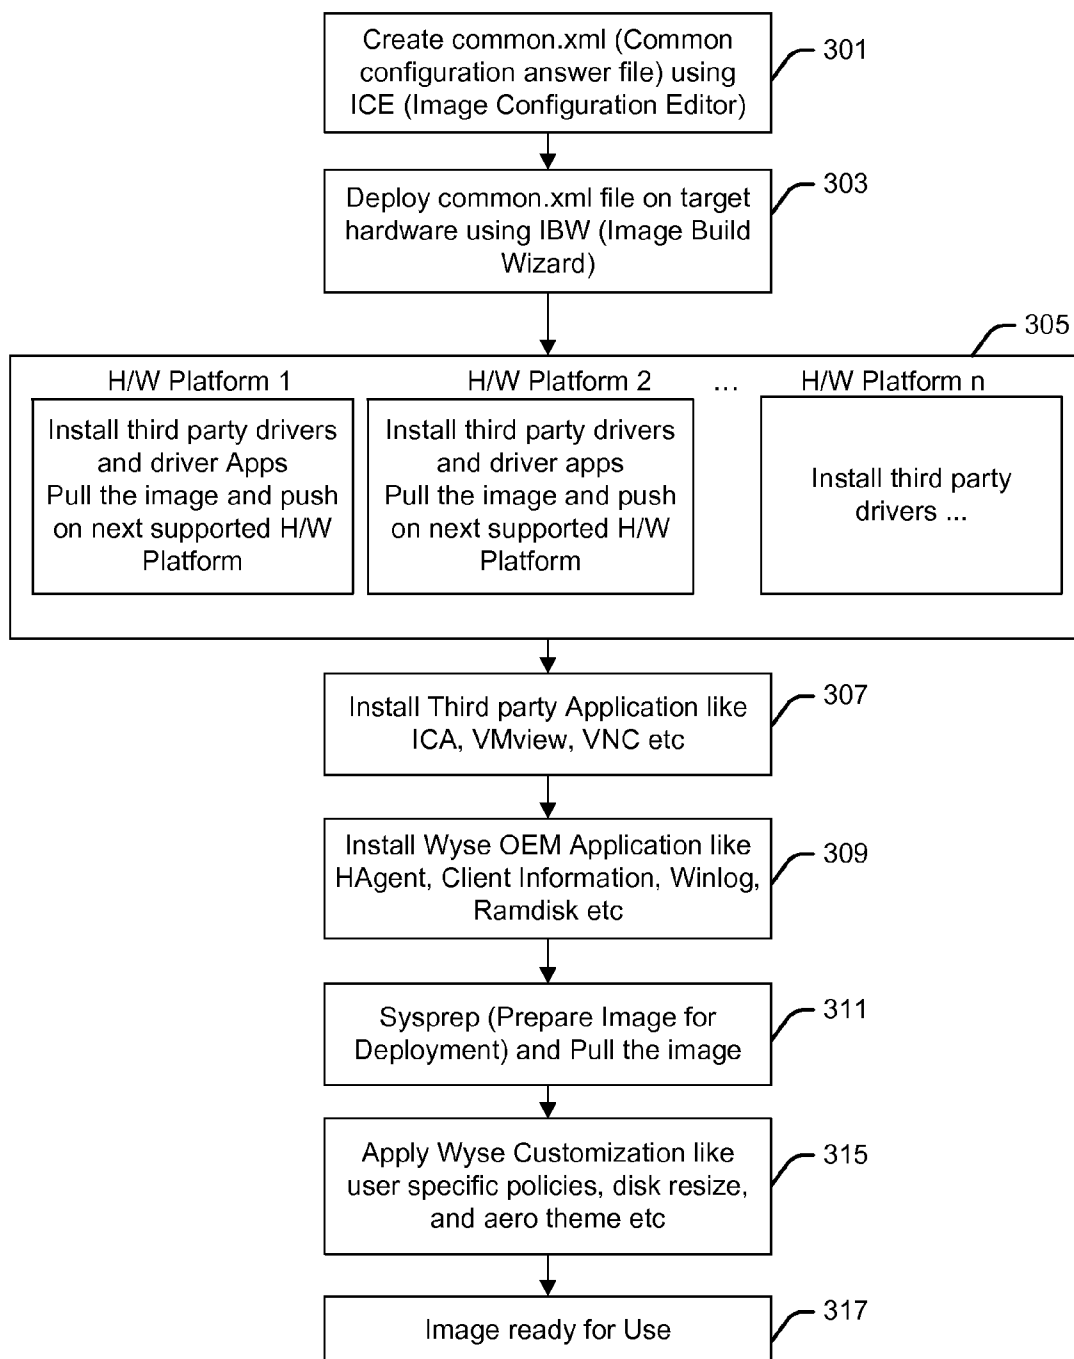 Create common.xml (Common
configuration answer file) using
ICE (Image Configuration Editor)
301
Deploy common.xml file on target
hardware using IBW (Image Build
Wizard)
303
305
H/W Platform 1
Install third party drivers
and driver Apps
Pull the image and push
on next supported H/W
Platform
H/W Platform 2
Install third party drivers
and driver apps
Pull the image and push
on next supported H/W
Platform
...
H/W Platform n
Install third party
drivers ...
Install Third party Application like
ICA, VMview, VNC etc
307
Install Wyse OEM Application like
HAgent, Client Information, Winlog,
Ramdisk etc
309
Sysprep (Prepare Image for
Deployment) and Pull the image
311
Apply Wyse Customization like
user specific policies, disk resize,
and aero theme etc
315
Image ready for Use
317